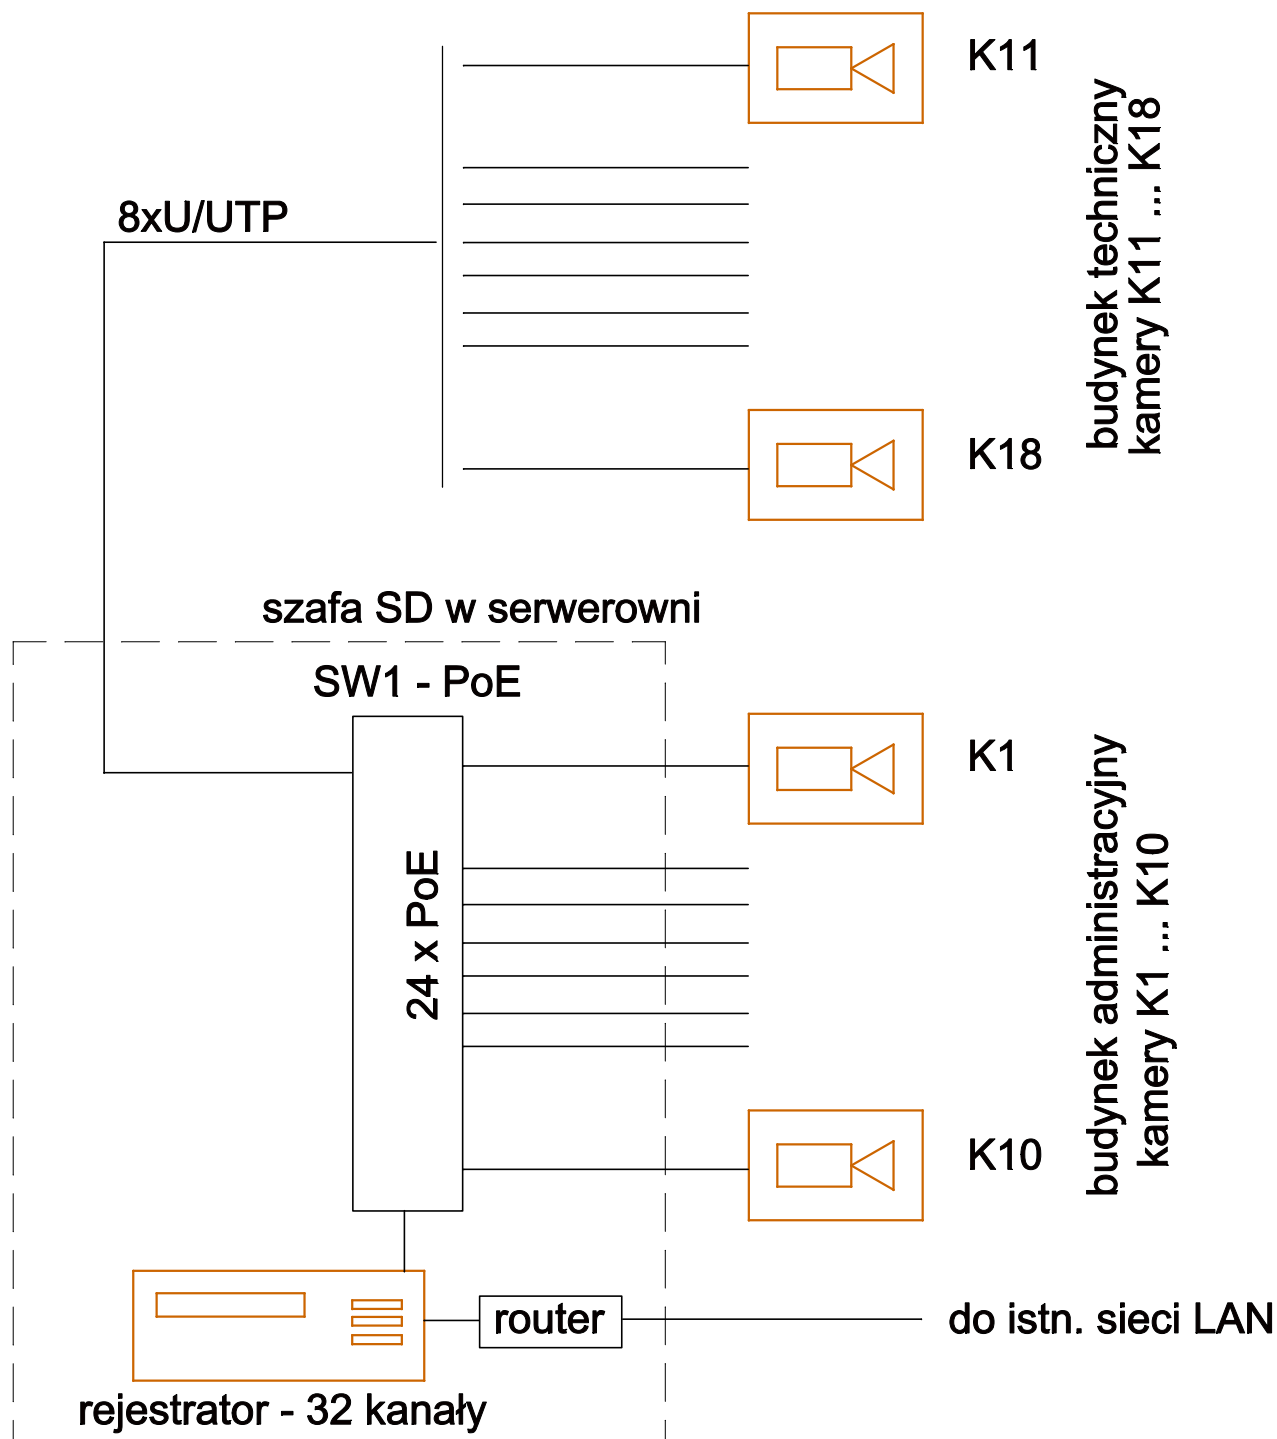 K11
budynek techniczny
kamery K11 ... K18
8xU/UTP
K18
szafa SD w serwerowni
SW1 - PoE
K1
24 x PoE
budynek administracyjny
kamery K1 ... K10
K10
router
do istn. sieci LAN
rejestrator - 32 kanały